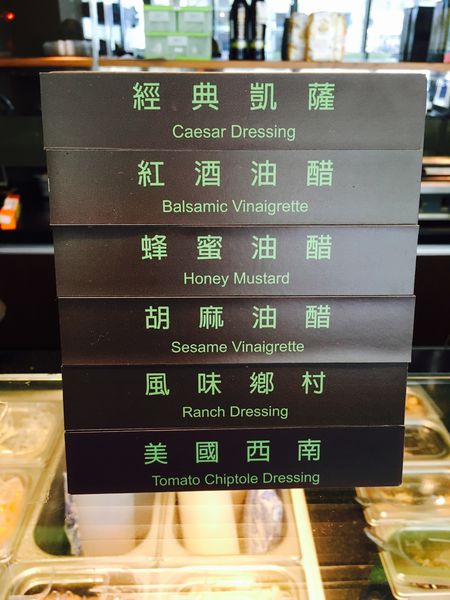 經典凱薩
Caesar Dressing
紅酒油醋
Balsamic Vinaigrette
蜂蜜油醋
Honey Mustard
胡麻油醋
Sesame Vinaigrette
風味鄉村
Ranch Dressing
美國西南
Tomato Chiptole Dressing